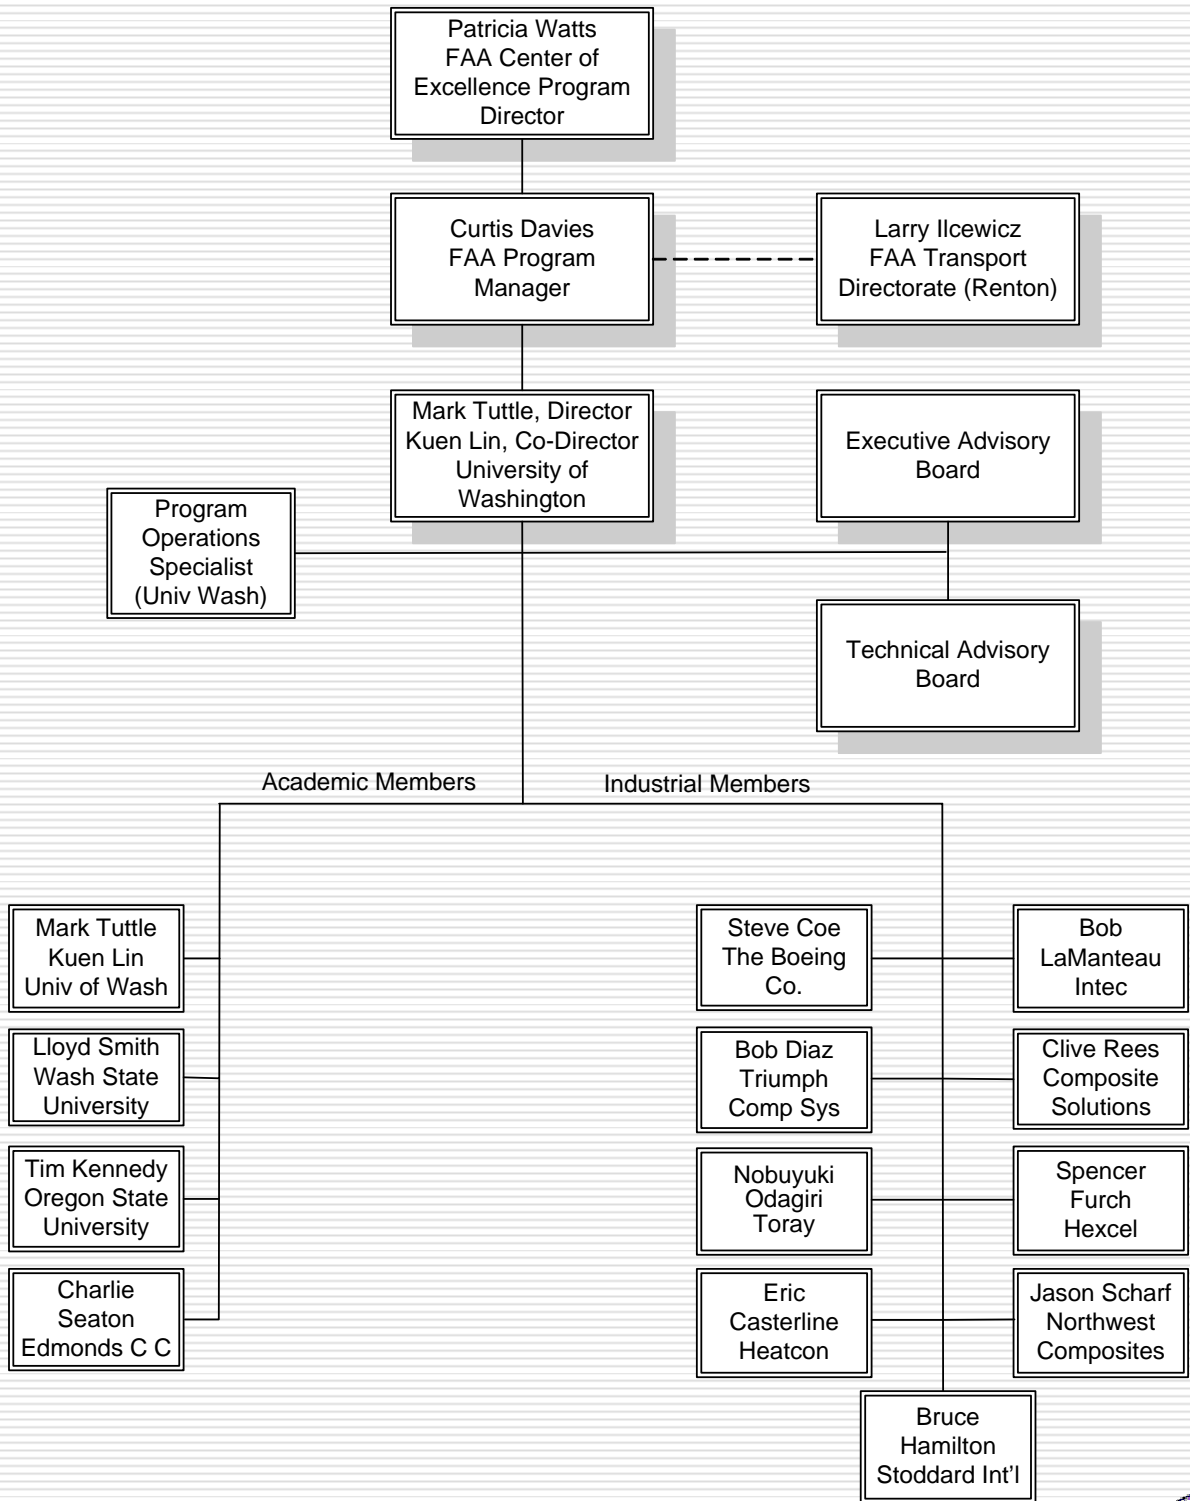 Patricia Watts
FAA Center of
Excellence Program
Director
Curtis Davies
FAA Program
Manager
Larry Ilcewicz
FAA Transport
Directorate (Renton)
Mark Tuttle, Director
Kuen Lin, Co-Director
University of
Washington
Executive Advisory
Board
Program
Operations
Specialist
(Univ Wash)
Technical Advisory
Board
Academic Members
Industrial Members
Mark Tuttle
Kuen Lin
Univ of Wash
Lloyd Smith
Wash State
University
Tim Kennedy
Oregon State
University
Charlie
Seaton
Edmonds C C
Steve Coe
The Boeing
Co.
Bob
LaManteau
Intec
Bob Diaz
Triumph
Comp Sys
Clive Rees
Composite
Solutions
Nobuyuki
Odagiri
Toray
Spencer
Furch
Hexcel
Eric
Casterline
Heatcon
Jason Scharf
Northwest
Composites
Bruce
Hamilton
Stoddard Int'l